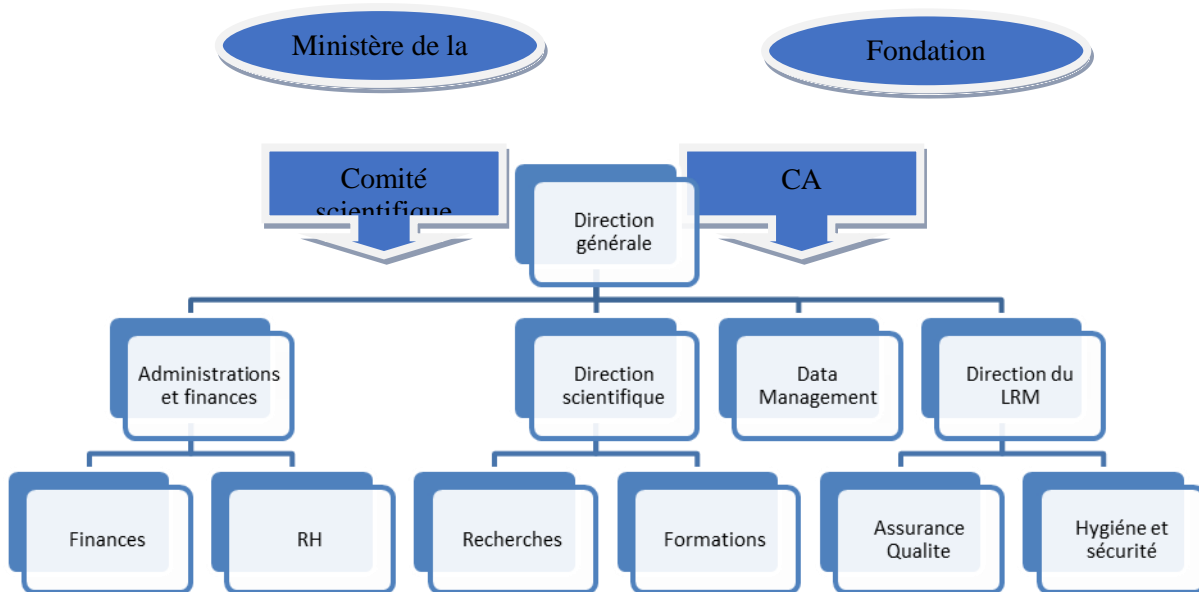 Ministère de la
Fondation
Comité
scientifique
CA
Direction
générale
Administrations
et finances
Direction
scientifique
Data
Management
Direction du
LRM
Finances
RH
Recherches
Formations
Assurance
Qualite
Hygiéne et
sécurité